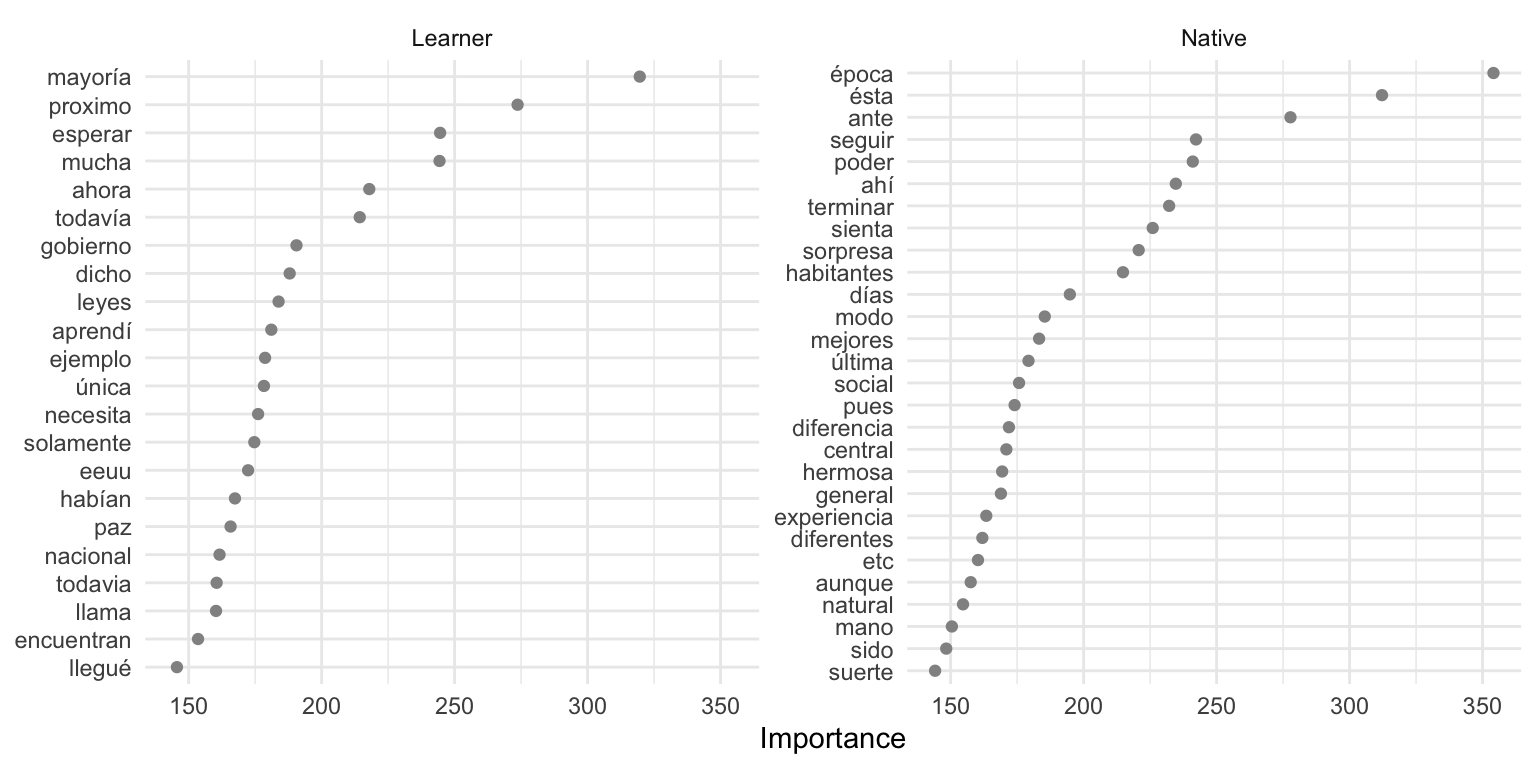 Learner
mayoría
proximo
esperar
mucha
ahora
todavía
gobierno
dicho
leyes
aprendí
ejemplo
única
necesita
solamente
eeuu
habían
paz
nacional
todavia
llama
encuentran
llegué
150 200 250 300 350
Native
época
ésta
ante
seguir
poder
ahí
terminar
sienta
sorpresa
habitantes
días
modo
mejores
última
social
pues
diferencia
central
hermosa
general
experiencia
diferentes
etc
aunque
natural
mano
sido
suerte
150 200 250 300 350
Importance